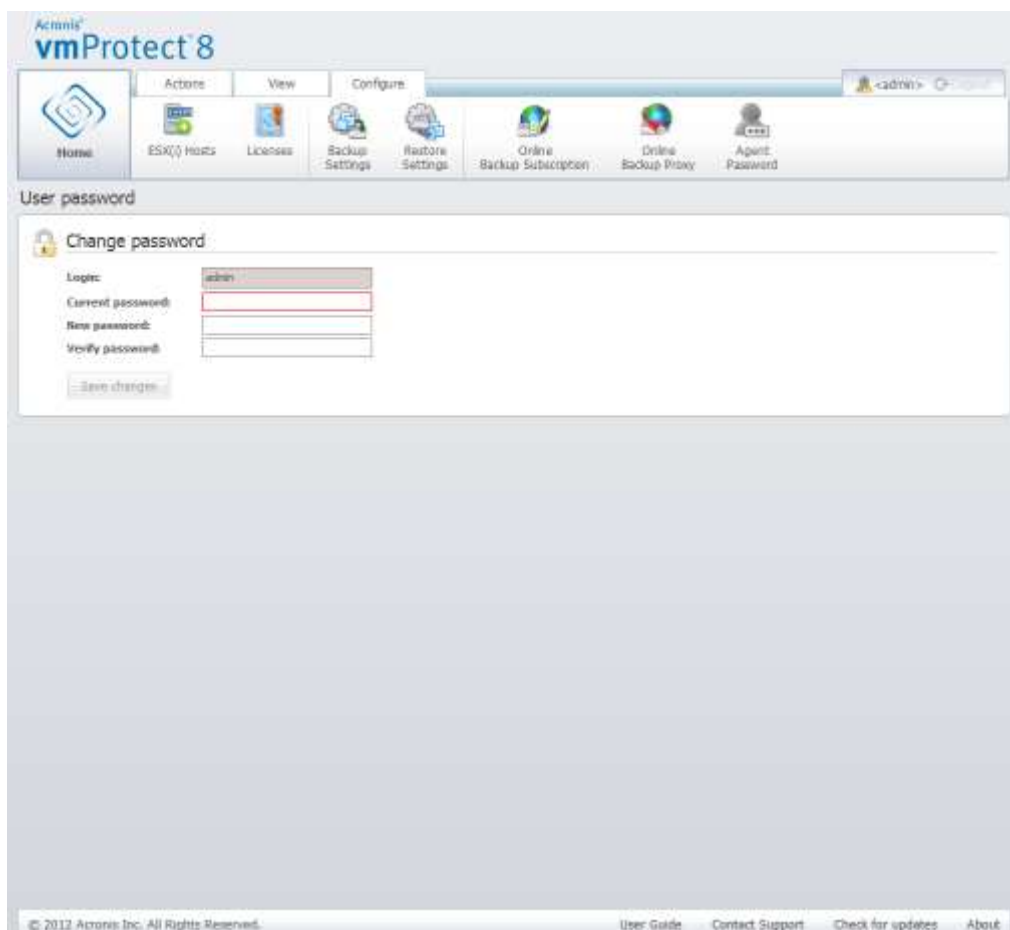 Acronis®
vmProtect® 8
Actions
View
Configure
<admin>
Home
ESX(i) Hosts
Licenses
Backup
Settings
Restore
Settings
Online
Backup Subscription
Online
Backup Proxy
Agent
Password
User password
Change password
Login:
admin
Current password:
New password:
Verify password:
Save changes
© 2012 Acronis Inc. All Rights Reserved.
User Guide
Contact Support
Check for updates
About